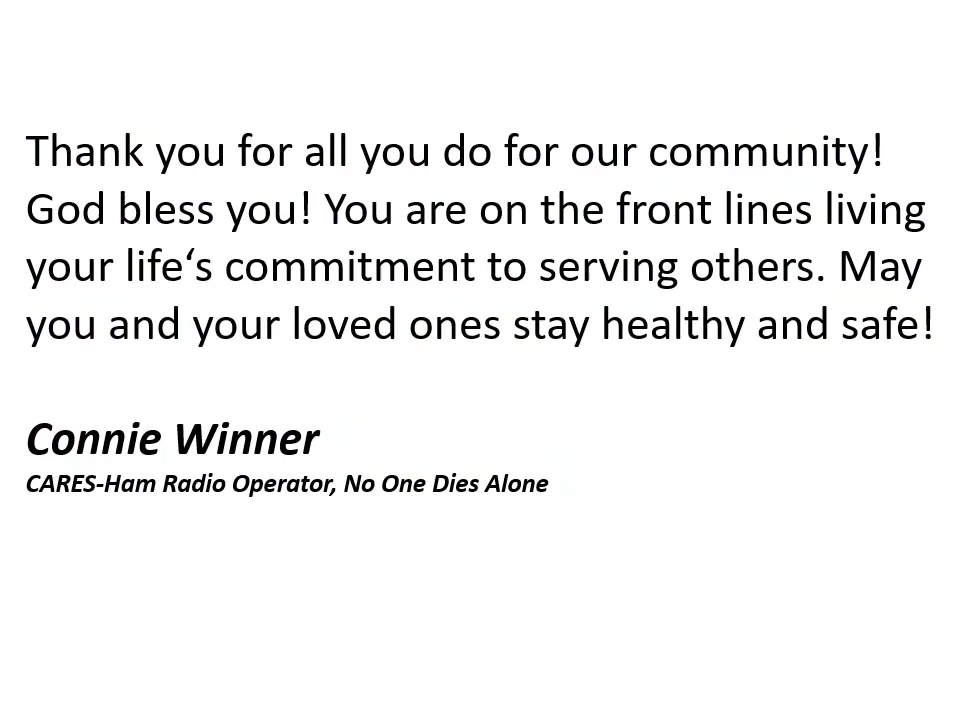 Thank you for all you do for our community!
God bless you! You are on the front lines living
your life‘s commitment to serving others. May
you and your loved ones stay healthy and safe!
Connie Winner
CARES-Ham Radio Operator, No One Dies Alone